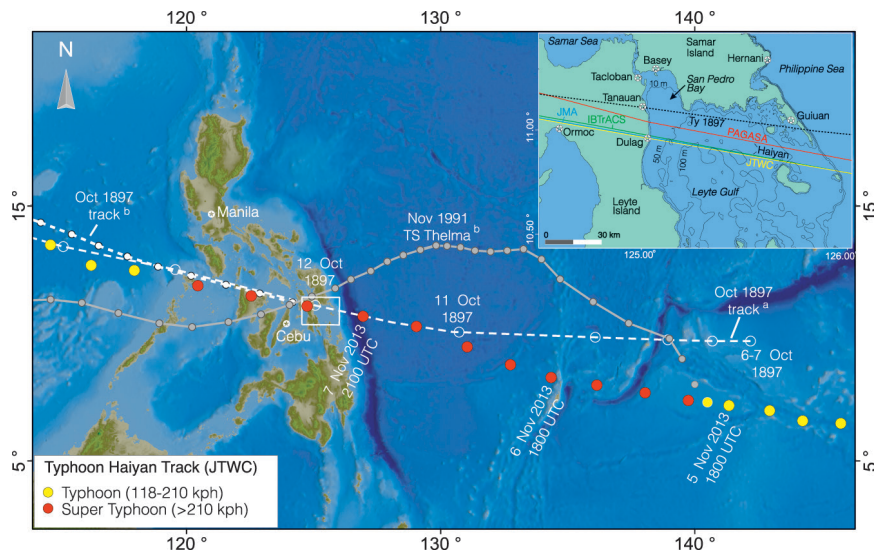 120 °
130 °
140 °
N
Samar Sea
Samar
Island
Hernani
Basey
Philippine Sea
Tacloban
10 m
San Pedro
Bay
Tanauan
Guiuan
JMA
Ty 1897
IBTrACS
PAGASA
11.00 °
Ormoc
Dulag
Haiyan
JTWC
50 m
100 m
Leyte Gulf
Leyte
Island
10.50 °
0
30 km
125.00 °
126.00 °
15 °
15 °
Oct 1897
track b
Manila
Nov 1991
TS Thelma b
12 Oct
1897
11 Oct
1897
Oct 1897
track a
6-7 Oct
1897
Cebu
7 Nov 2013
2100 UTC
6 Nov 2013
1800 UTC
5 Nov 2013
1800 UTC
5 °
5 °
Typhoon Haiyan Track (JTWC)
Typhoon (118-210 kph)
Super Typhoon (>210 kph)
120 °
130 °
140 °